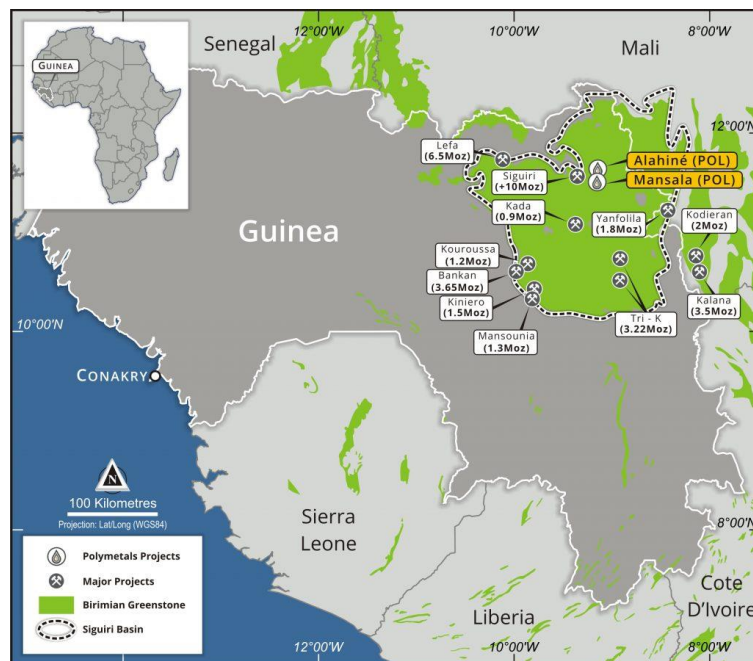 12°00'W
10°00'W
8°00'W
GUINEA
Senegal
Mali
12°00'N
Lefa
(6.5Moz)
Alahiné (POL)
Siguiri
(+10Moz)
Mansala (POL)
Kada
(0.9Moz)
Yanfolila
(1.8Moz)
Kodieran
(2Moz)
Guinea
Kouroussa
(1.2Moz)
Bankan
(3.65Moz)
Kiniero
(1.5Moz)
Kalana
(3.5Moz)
Mansounia
(1.3Moz)
Tri - K
(3.22Moz)
10°00'N
CONAKRY
N
100 Kilometres
Projection: Lat/Long (WGS84)
Sierra
Leone
8°00'N
Polymetals Projects
Major Projects
Birimian Greenstone
Siguiri Basin
Liberia
Cote
D'Ivoire
12°00'W
10°00'W
8°00'W